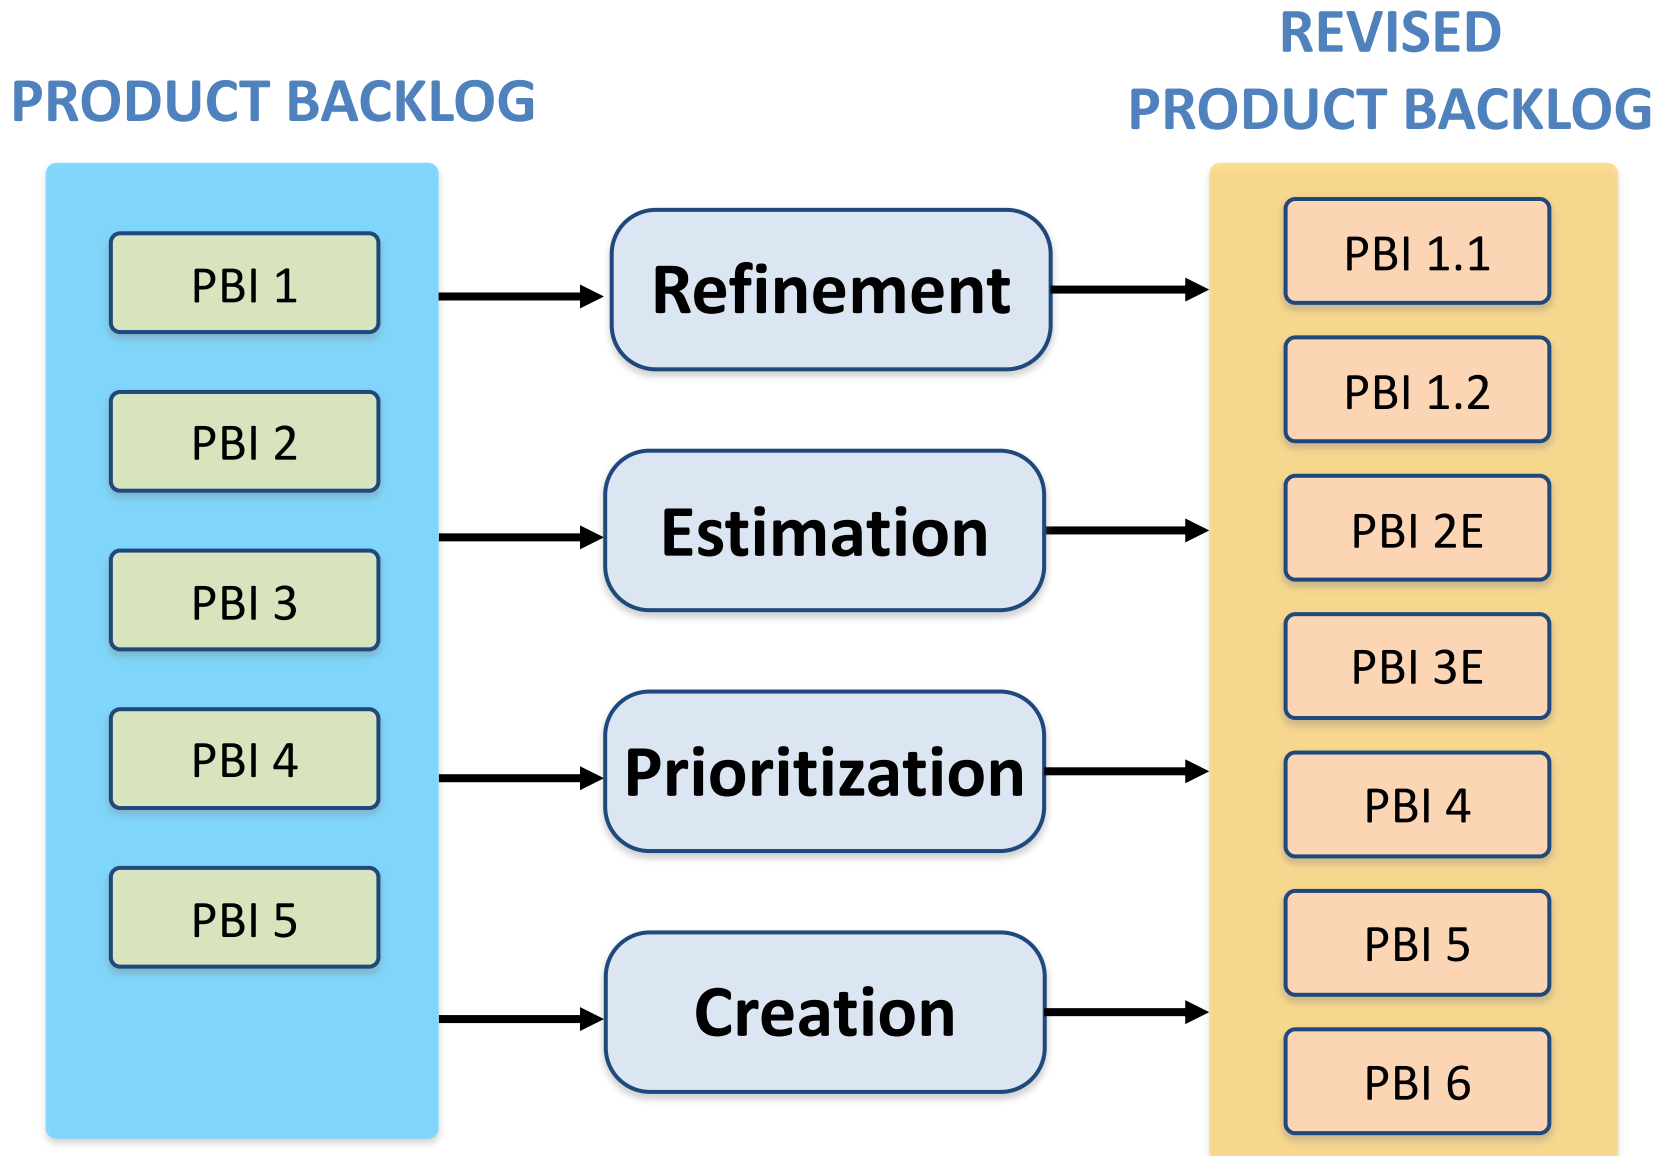 PRODUCT BACKLOG
PBI 1
PBI 2
PBI 3
PBI 4
PBI 5
Refinement
Estimation
Prioritization
Creation
REVISED
PRODUCT BACKLOG
PBI 1.1
PBI 1.2
PBI 2E
PBI 3E
PBI 4
PBI 5
PBI 6